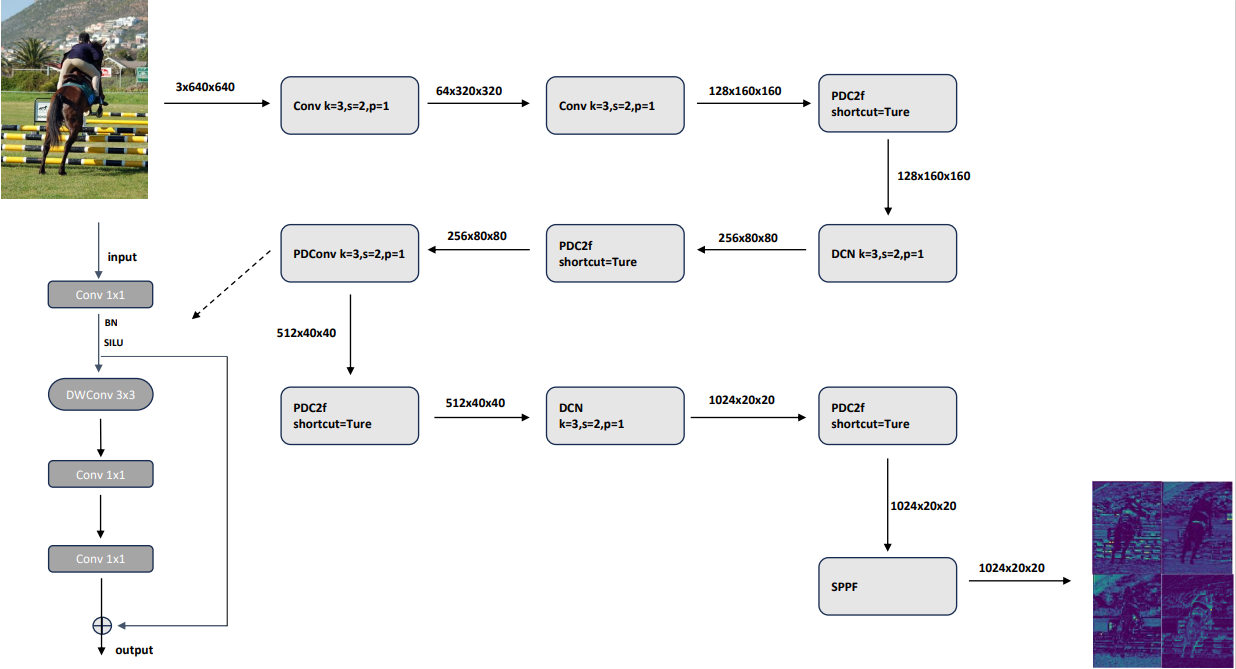 3x640x640
Conv k=3,s=2,p=1
64x320x320
Conv k=3,s=2,p=1
128x160x160
PDC2f
shortcut=Ture
128x160x160
DCN k=3,s=2,p=1
256x80x80
PDC2f
shortcut=Ture
256x80x80
PDConv k=3,s=2,p=1
512x40x40
PDC2f
shortcut=Ture
512x40x40
DCN
k=3,s=2,p=1
1024x20x20
PDC2f
shortcut=Ture
1024x20x20
SPPF
1024x20x20
input
Conv 1x1
BN
SILU
DWConv 3x3
Conv 1x1
Conv 1x1
output